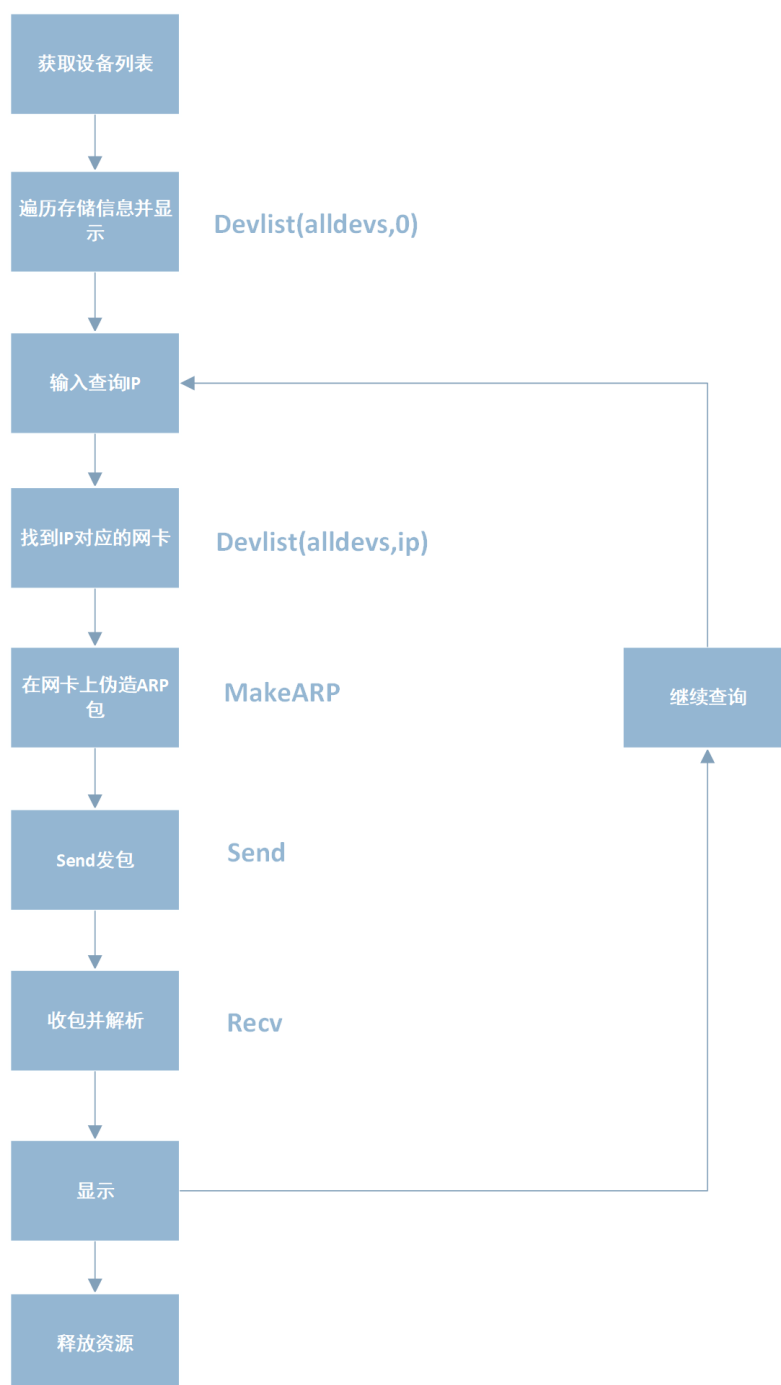 获取设备列表
遍历存储信息并显
示
Devlist(alldevs,0)
输入查询IP
找到IP对应的网卡
Devlist(alldevs,ip)
在网卡上伪造ARP
包
MakeARP
继续查询
Send发包
Send
收包并解析
Recv
显示
释放资源